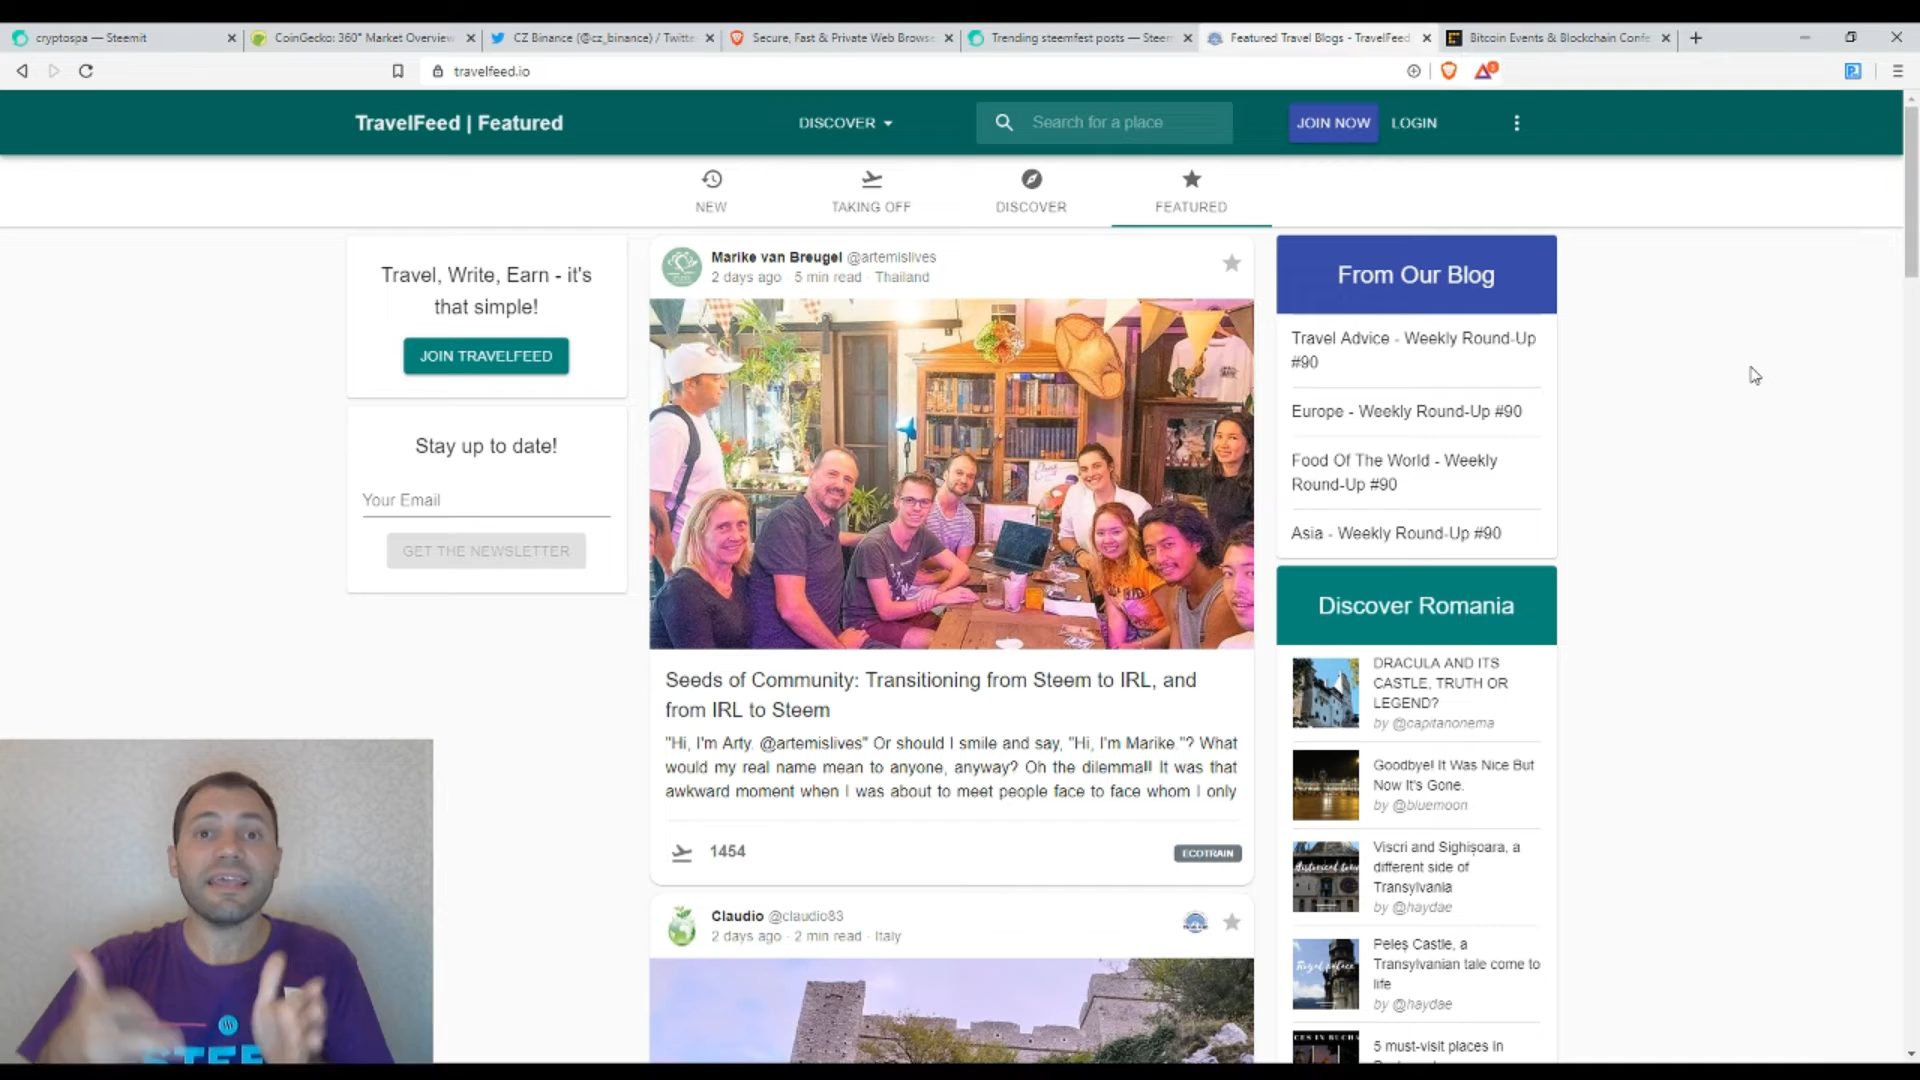 cryptospa — Steemit
CoinGecko: 360° Market Overview
CZ Binance (@cz_binance) / Twitte
Secure, Fast & Private Web Browse
Trending steemfest posts — Steem
Featured Travel Blogs - TravelFeed
Bitcoin Events & Blockchain Confe
travelfeed.io
TravelFeed | Featured
DISCOVER
Search for a place
JOIN NOW
LOGIN
NEW
TAKING OFF
DISCOVER
FEATURED
Travel, Write, Earn - it's
that simple!
JOIN TRAVELFEED
Stay up to date!
Your Email
GET THE NEWSLETTER
Marike van Breugel @artemislives
2 days ago · 5 min read · Thailand
Seeds of Community: Transitioning from Steem to IRL, and
from IRL to Steem
"Hi, I'm Arty. @artemislives" Or should I smile and say, "Hi, I'm Marike."? What
would my real name mean to anyone, anyway? Oh the dilemma!! It was that
awkward moment when I was about to meet people face to face whom I only
1454
ECOTRAIN
Claudio @claudio83
2 days ago · 2 min read · Italy
From Our Blog
Travel Advice - Weekly Round-Up
#90
Europe - Weekly Round-Up #90
Food Of The World - Weekly
Round-Up #90
Asia - Weekly Round-Up #90
Discover Romania
DRACULA AND ITS
CASTLE, TRUTH OR
LEGEND?
by @capitanonema
Goodbye! It Was Nice But
Now It's Gone.
by @bluemoon
Viscri and Sighișoara, a
different side of
Transylvania
by @haydae
Peleș Castle, a
Transylvanian tale come to
life
by @haydae
5 must-visit places in
STEE